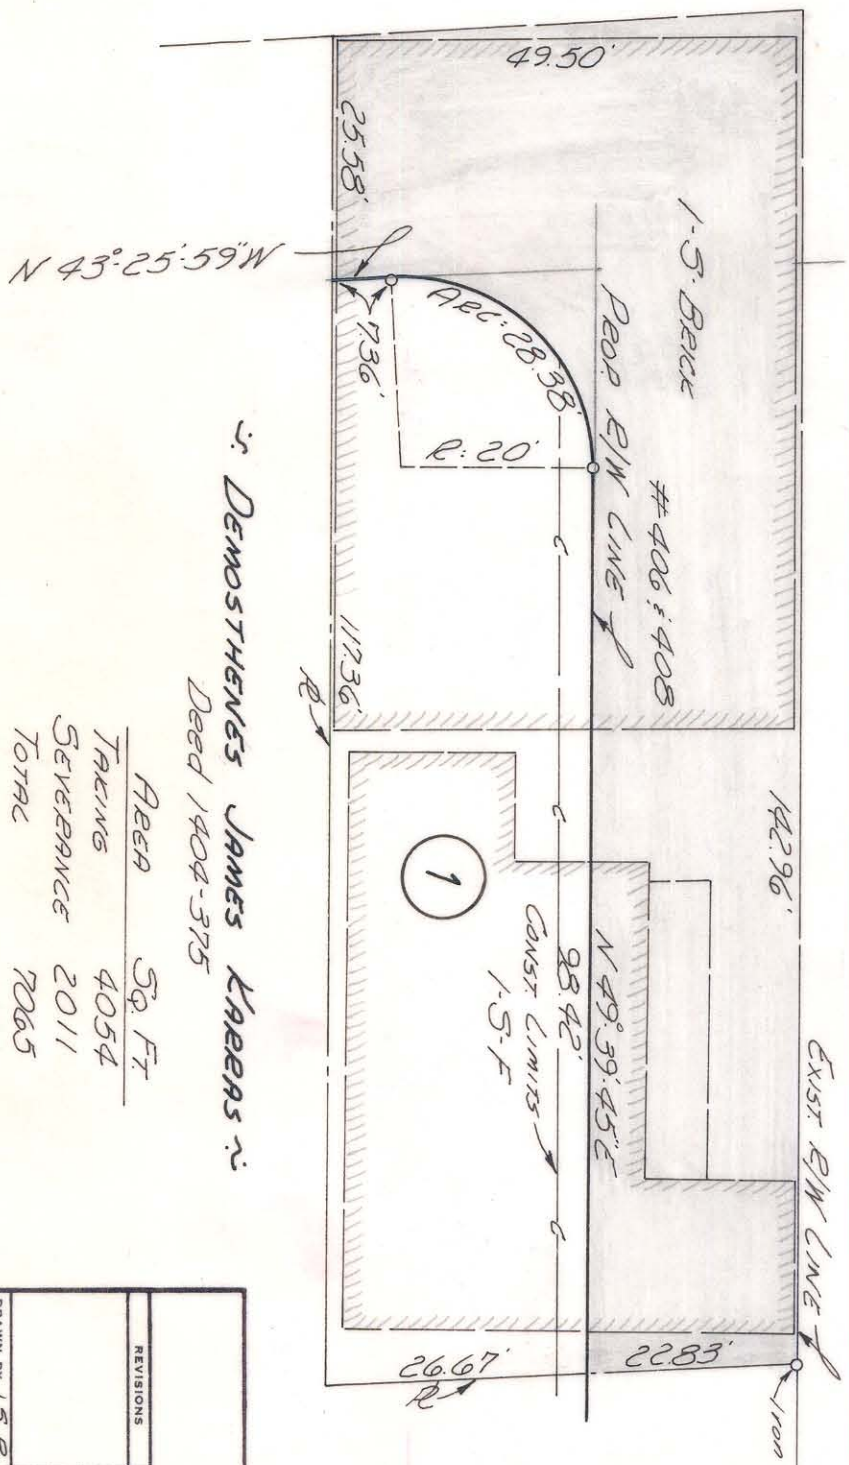 49.50'
25.58'
1-S-BRICK
N 43°-25'-59"W
7.36'
ARC=28.38'
R=20'
PROP. R/W LINE
#406 & 408
117.36'
142.96'
1
N 49°-39'-45"E
98.42'
CONST. LIMITS
1-S-F
EXIST. R/W LINE
Iron
26.67'
22.83'
DEMOSTHENES JAMES KARRAS
Deed 1404-375
AREA SQ. FT.
TAKING 4054
SEVERANCE 2011
TOTAL 7065
REVISIONS